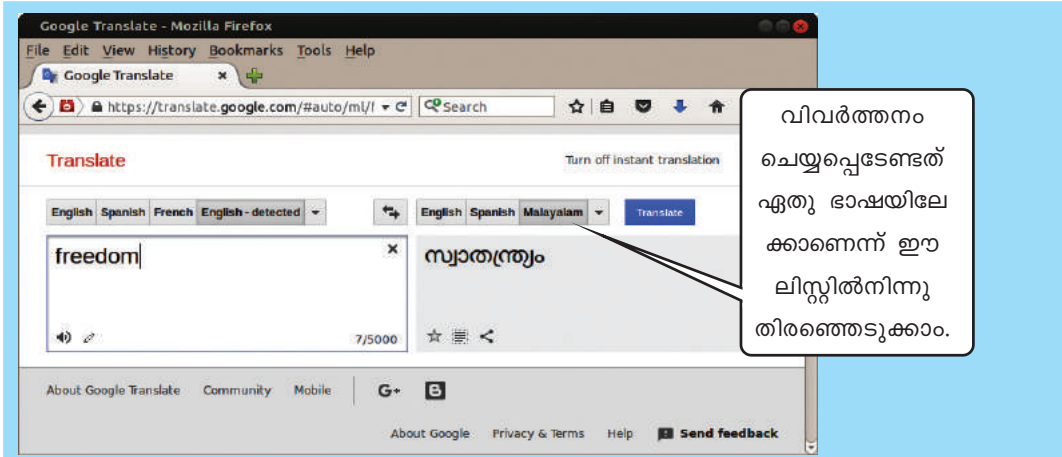 Google Translate - Mozilla Firefox
File Edit View History Bookmarks Tools Help
Google Translate
https://translate.google.com/#auto/ml/f
Search
Translate
Turn off instant translation
English Spanish French English - detected
English Spanish Malayalam
Translate
freedom
7/5000
സ്വാതന്ത്ര്യം
വിവർത്തനം
ചെയ്യപ്പെടേണ്ടത്
ഏതു ഭാഷയിലേ
ക്കാണെന്ന് ഈ
ലിസ്റ്റിൽനിന്നു
തിരഞ്ഞെടുക്കാം.
About Google Translate Community Mobile G+ B
About Google Privacy & Terms Help Send feedback